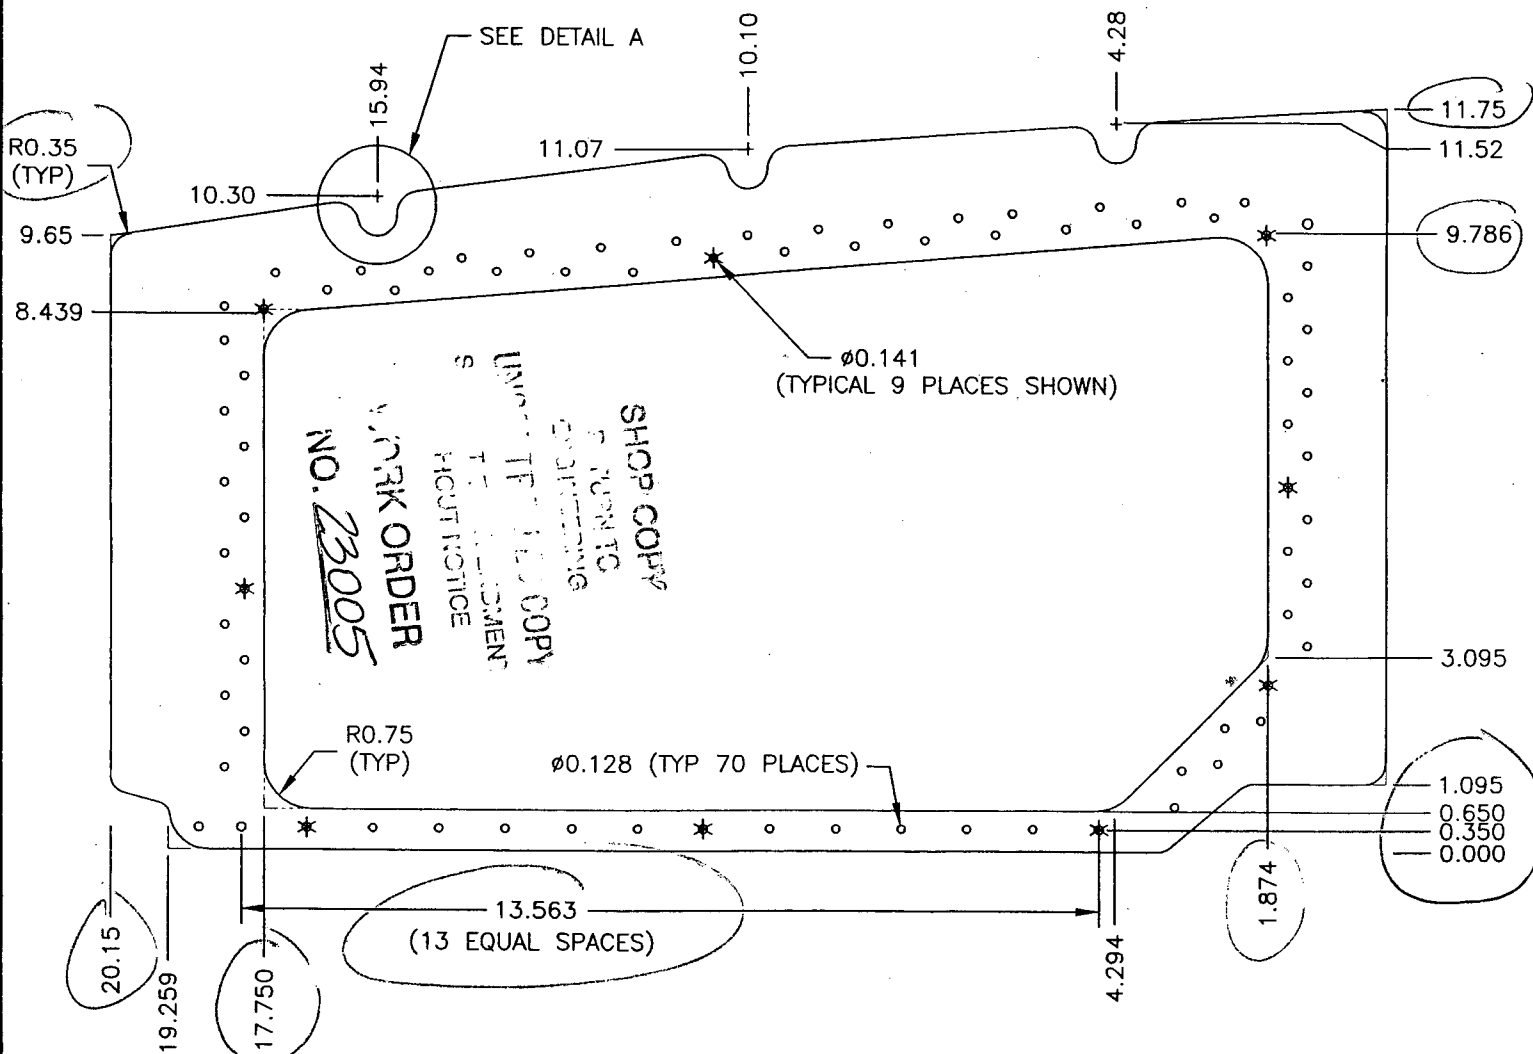 SEE DETAIL A
15.94
10.10
4.28
R0.35
(TYP)
11.75
11.07
11.52
10.30
9.65
9.786
8.439
ø0.141
(TYPICAL 9 PLACES SHOWN)
SHOP COPY
COPY
HOUT NOTICE
WORK ORDER
NO. 23005
3.095
R0.75
(TYP)
ø0.128 (TYP 70 PLACES)
1.095
0.650
0.350
0.000
13.563
(13 EQUAL SPACES)
20.15
19.259
17.750
4.294
1.874